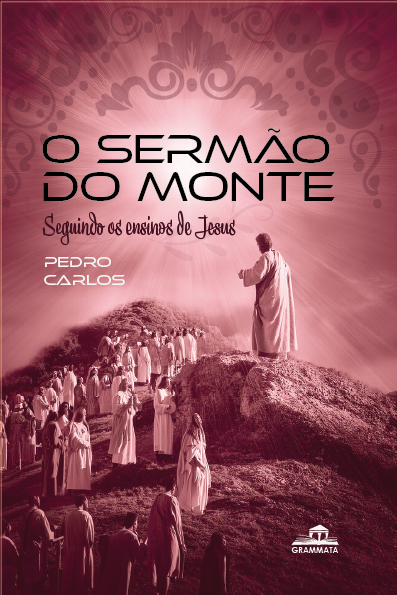 O SERMÃO
DO MONTE
Seguindo os ensinos de Jesus
PEDRO
CARLOS
GRAMMATA